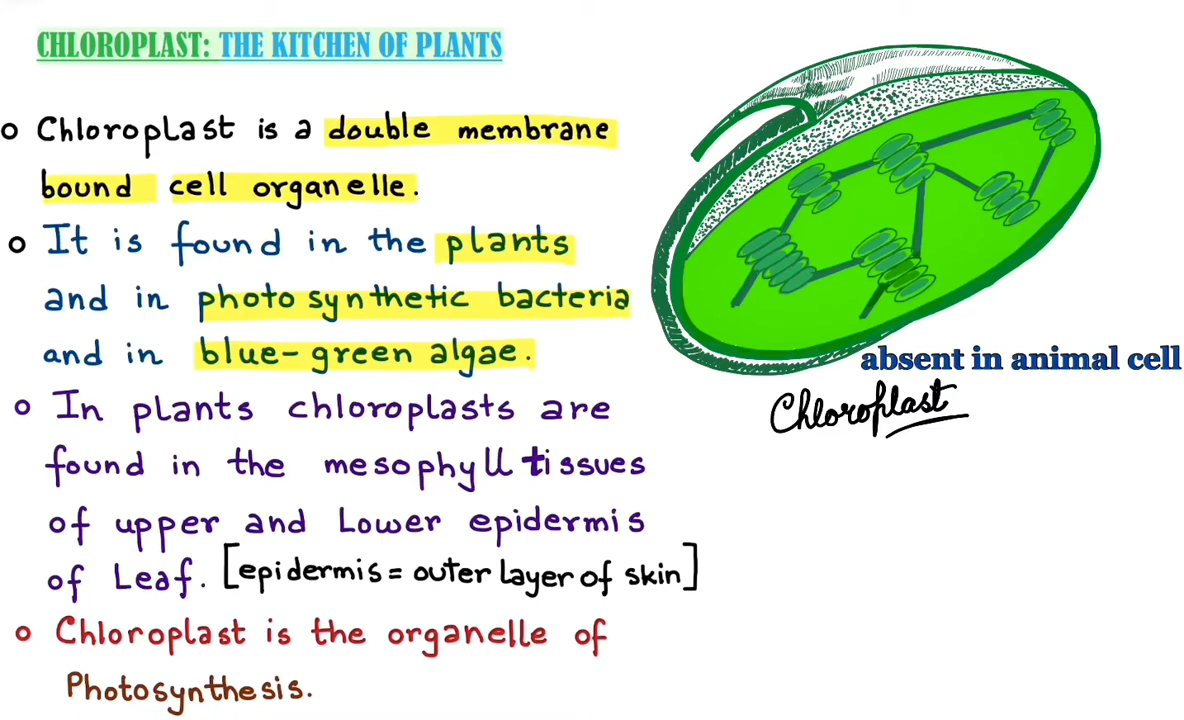 CHLOROPLAST: THE KITCHEN OF PLANTS
Chloroplast is a double membrane
bound cell organelle.
It is found in the plants
and in photosynthetic bacteria
and in blue-green algae.
In plants chloroplasts are
found in the mesophyll tissues
of upper and Lower epidermis
of Leaf. [epidermis = outer layer of skin]
Chloroplast is the organelle of
Photosynthesis.
absent in animal cell
Chloroplast